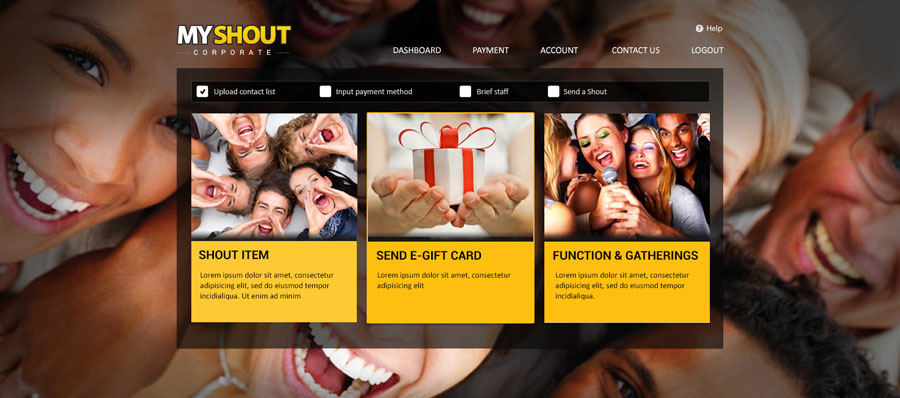 MYSHOUT
CORPORATE
Help
DASHBOARD PAYMENT ACCOUNT CONTACT US LOGOUT
Upload contact list Input payment method Brief staff Send a Shout
SHOUT ITEM
Lorem ipsum dolor sit amet, consectetur
adipisicing elit, sed do eiusmod tempor
incidialiqua. Ut enim ad minim
SEND E-GIFT CARD
Lorem ipsum dolor sit amet, consectetur
adipisicing elit
FUNCTION & GATHERINGS
Lorem ipsum dolor sit amet, consectetur
adipisicing elit, sed do eiusmod tempor
incidialiqua.